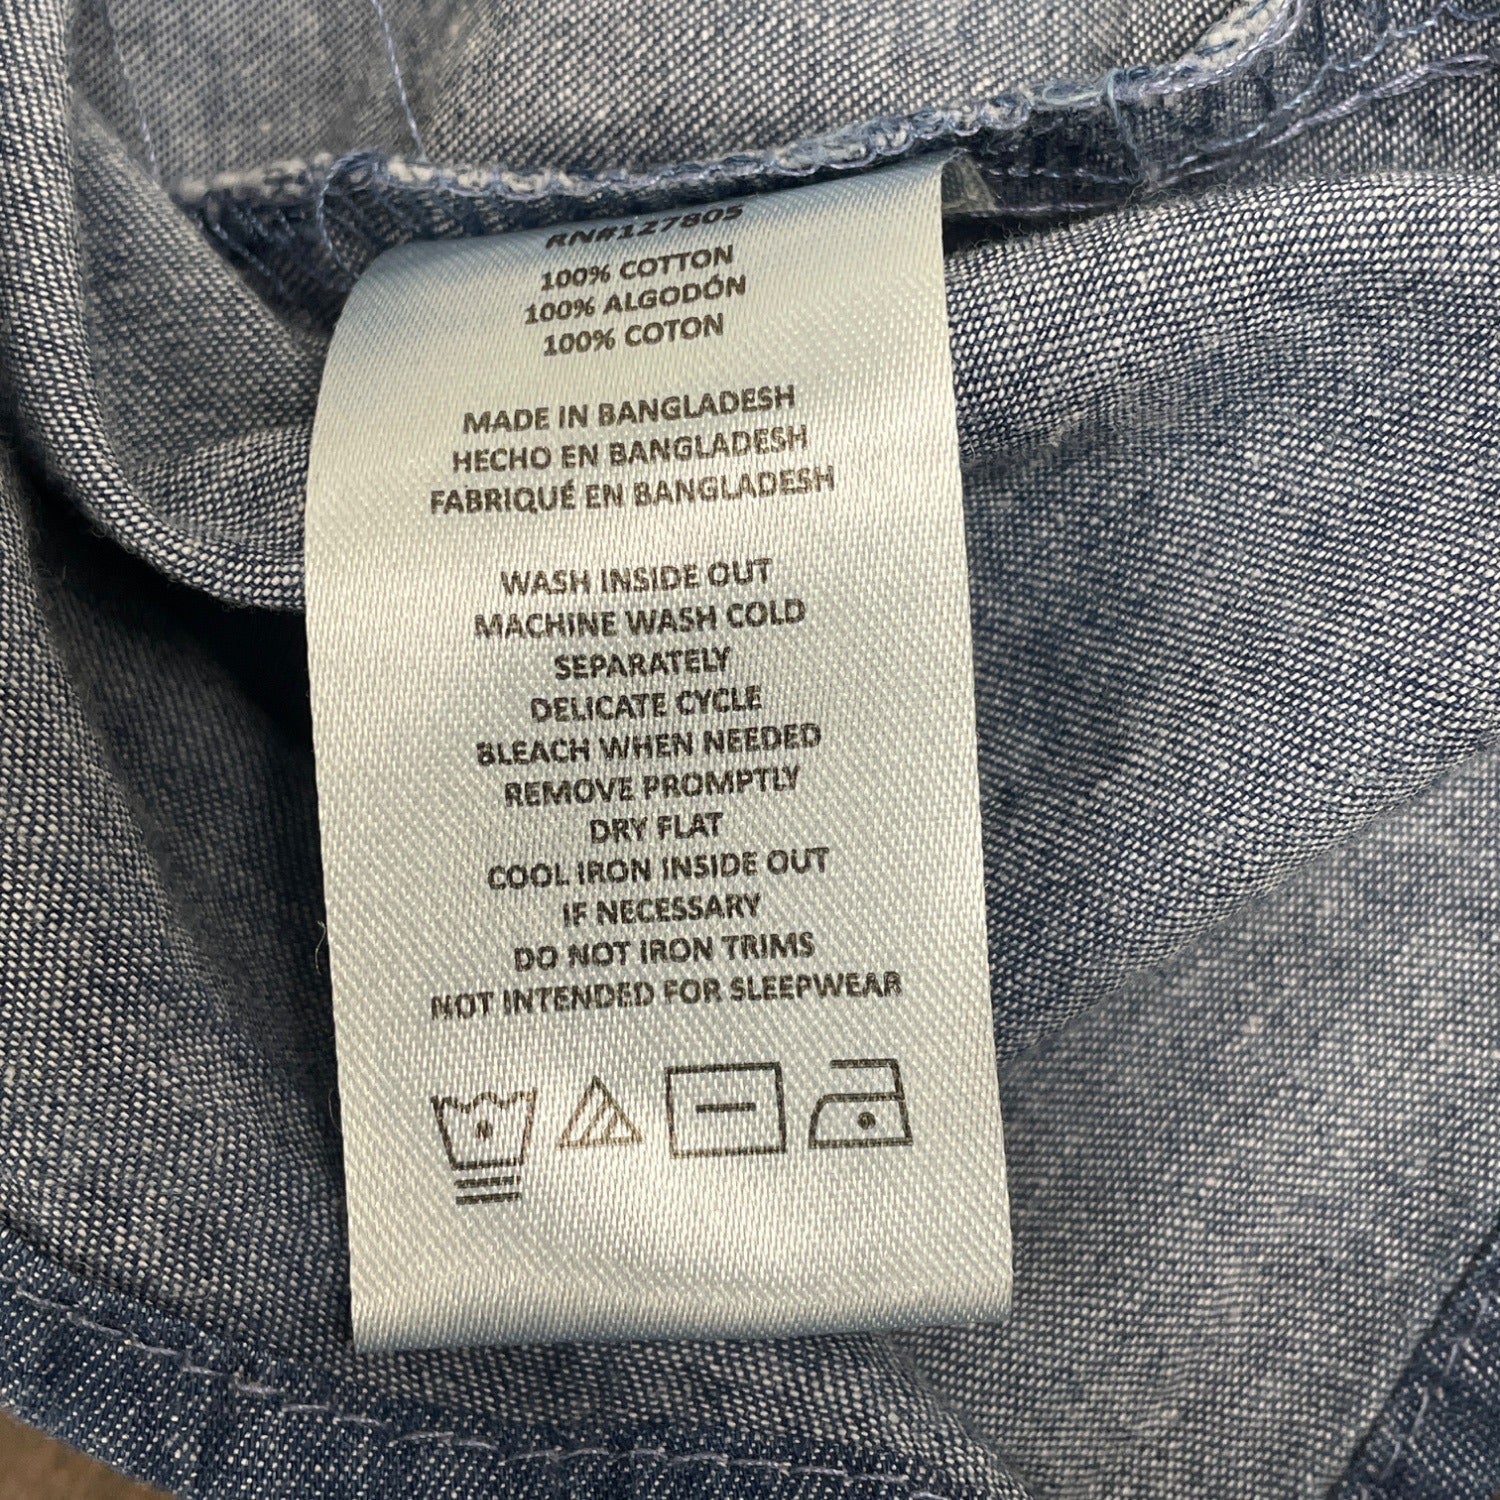 RN#127805
100% COTTON
100% ALGODÓN
100% COTON
MADE IN BANGLADESH
HECHO EN BANGLADESH
FABRIQUÉ EN BANGLADESH
WASH INSIDE OUT
MACHINE WASH COLD
SEPARATELY
DELICATE CYCLE
BLEACH WHEN NEEDED
REMOVE PROMPTLY
DRY FLAT
COOL IRON INSIDE OUT
IF NECESSARY
DO NOT IRON TRIMS
NOT INTENDED FOR SLEEPWEAR